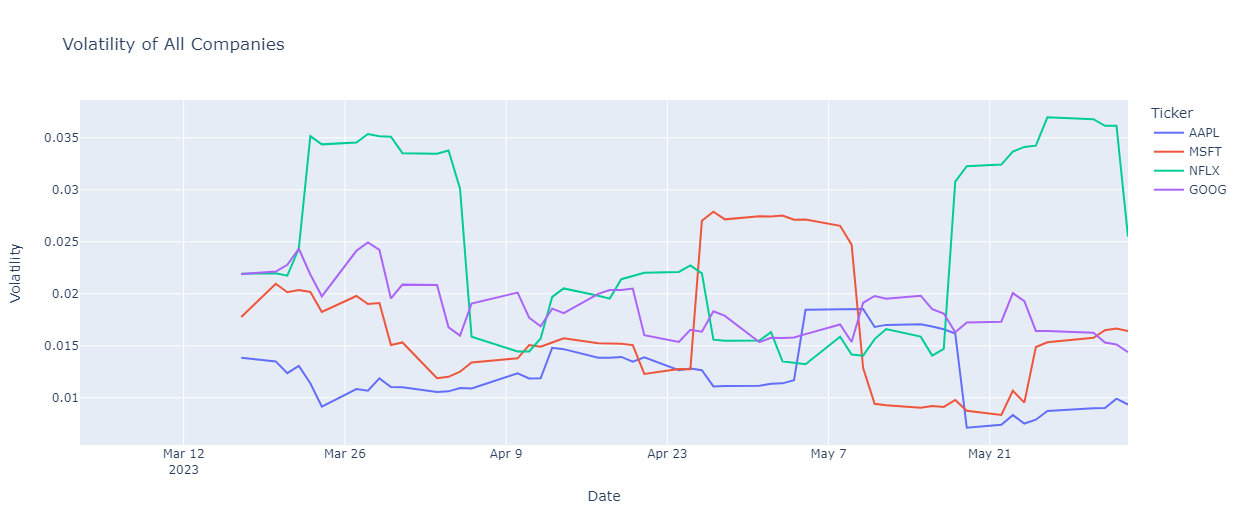 Volatility of All Companies
Volatility
0.035
0.03
0.025
0.02
0.015
0.01
Mar 12
2023
Mar 26
Apr 9
Apr 23
May 7
May 21
Date
Ticker
AAPL
MSFT
NFLX
GOOG